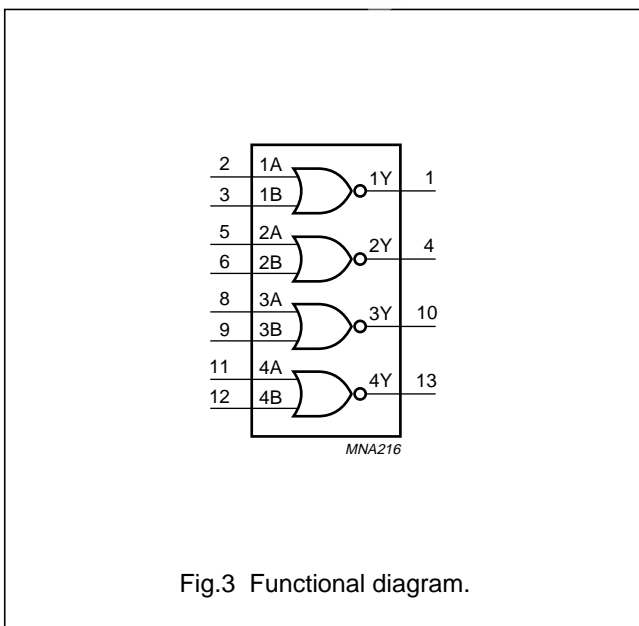 2 1A 1Y 1
3 1B
5 2A 2Y 4
6 2B
8 3A 3Y 10
9 3B
11 4A 4Y 13
12 4B
MNA216
Fig.3 Functional diagram.